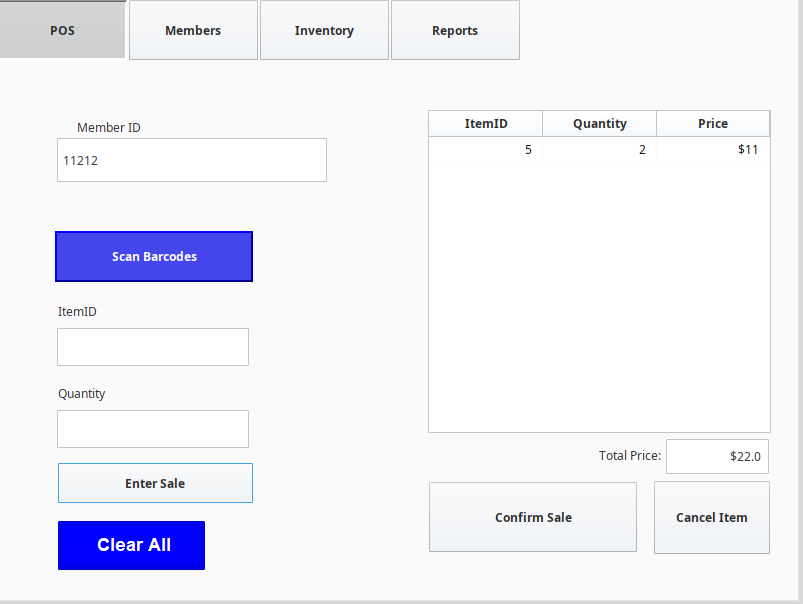 POS
Members
Inventory
Reports
Member ID
11212
Scan Barcodes
ItemID
Quantity
Enter Sale
Clear All
ItemID Quantity Price
5 2 $11
Total Price: $22.0
Confirm Sale
Cancel Item